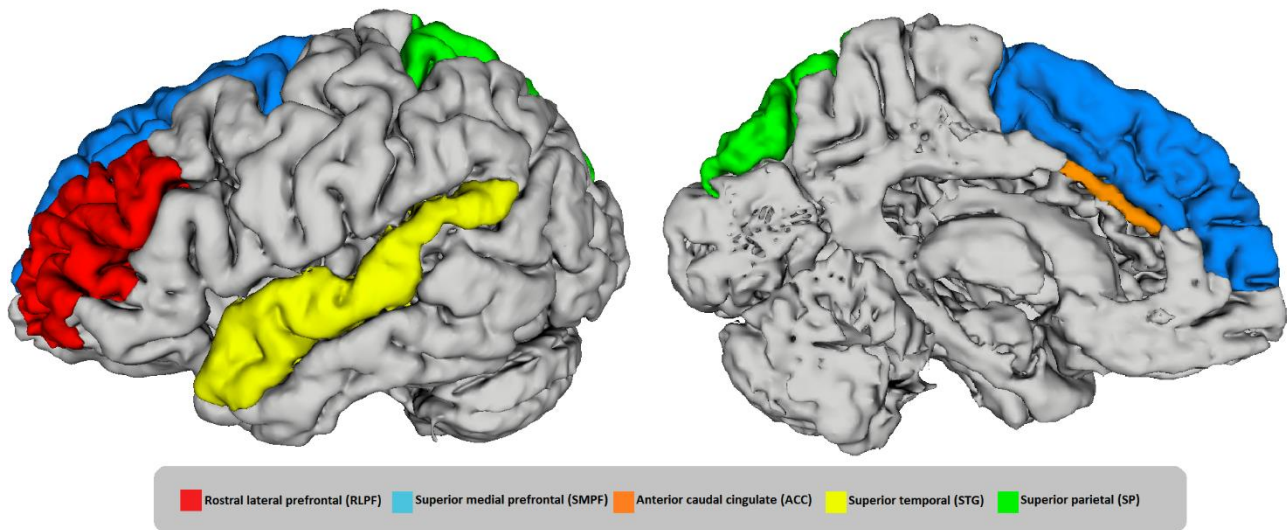 Rostral lateral prefrontal (RLPF) Superior medial prefrontal (SMPF) Anterior caudal cingulate (ACC) Superior temporal (STG) Superior parietal (SP)